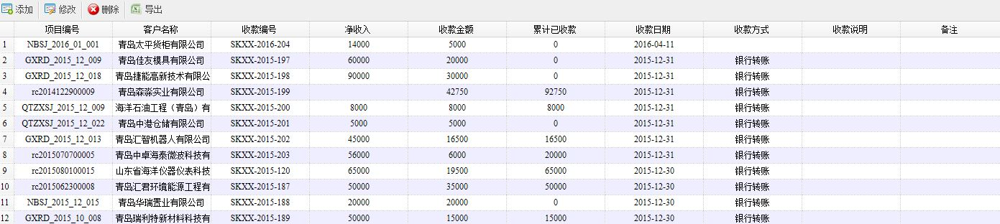 添加 修改 删除 导出
项目编号 客户名称 收款编号 净收入 收款金额 累计已收款 收款日期 收款方式 收款说明 备注
1 NBSJ_2016_01_001 青岛太平货柜有限公司 SKXX-2016-204 14000 5000 0 2016-04-11
2 GXRD_2015_12_009 青岛佳友模具有限公司 SKXX-2015-197 60000 20000 0 2015-12-31 银行转账
3 GXRD_2015_12_018 青岛捷能高新技术有限公 SKXX-2015-198 90000 30000 0 2015-12-31 银行转账
4 rc2014122900009 青岛森淼实业有限公司 SKXX-2015-199 42750 92750 2015-12-31 银行转账
5 QTZXSJ_2015_12_009 海洋石油工程（青岛）有 SKXX-2015-200 8000 8000 8000 2015-12-31 银行转账
6 QTZXSJ_2015_12_022 青岛中港仓储有限公司 SKXX-2015-201 5000 5000 0 2015-12-31 银行转账
7 GXRD_2015_12_013 青岛汇智机器人有限公司 SKXX-2015-202 45000 16500 16500 2015-12-31 银行转账
8 rc2015070700005 青岛中卓海泰微波科技有 SKXX-2015-203 56000 6000 20000 2015-12-31 银行转账
9 rc2015080100015 山东省海洋仪器仪表科技 SKXX-2015-120 65000 19500 65000 2015-12-30 银行转账
10 rc2015062300008 青岛汇君环境能源工程有 SKXX-2015-187 50000 35000 50000 2015-12-30 银行转账
11 NBSJ_2015_12_015 青岛华瑞置业有限公司 SKXX-2015-188 20000 20000 0 2015-12-30 银行转账
12 GXRD_2015_10_008 青岛瑞利特新材料科技有 SKXX-2015-189 50000 15000 15000 2015-12-30 银行转账